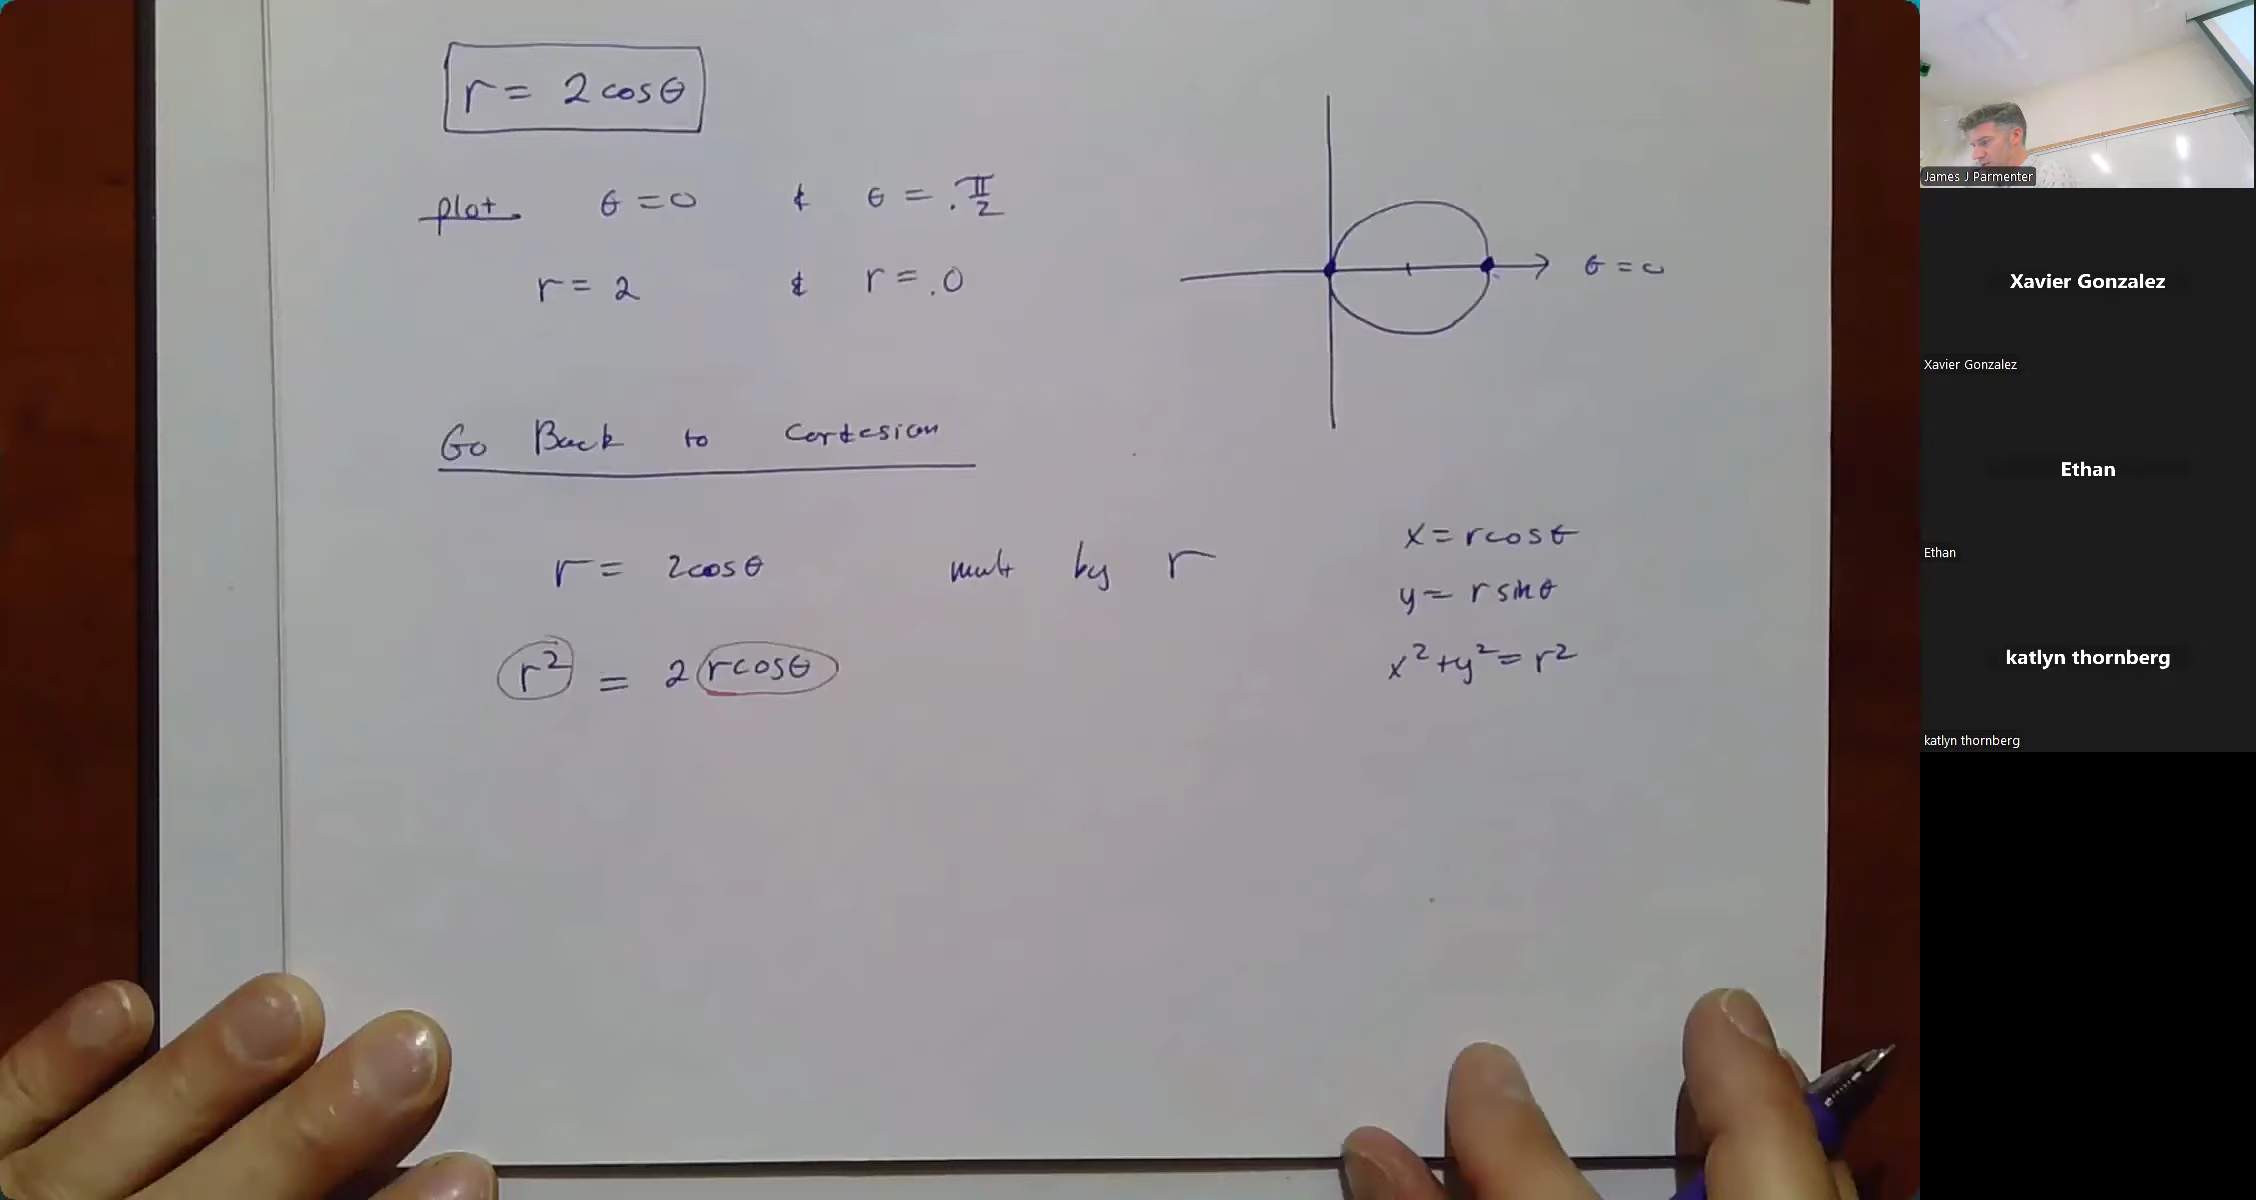 r = 2cosθ
plot θ = 0 & θ = π/2
r = 2 & r = 0
θ = 0
Go Back to Cartesian
r = 2cosθ mult by r
r² = 2 rcosθ
x = rcosθ
y = rsinθ
x² + y² = r²
James J Parmenter
Xavier Gonzalez
Xavier Gonzalez
Ethan
Ethan
katlyn thornberg
katlyn thornberg